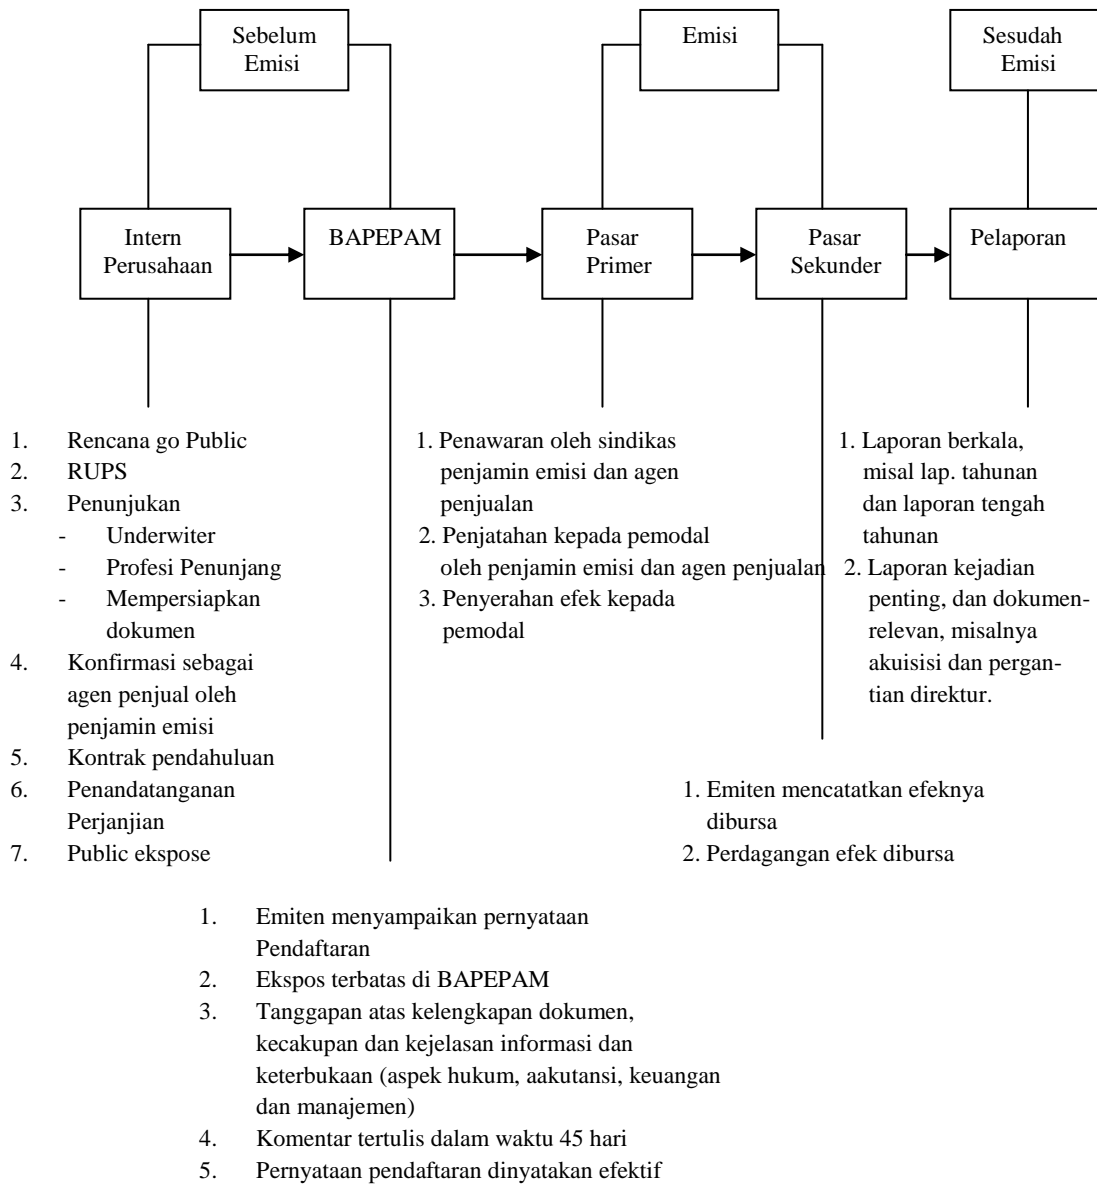 Sebelum
Emisi
Emisi
Sesudah
Emisi
Intern
Perusahaan
BAPEPAM
Pasar
Primer
Pasar
Sekunder
Pelaporan
1. Rencana go Public
2. RUPS
3. Penunjukan
- Underwiter
- Profesi Penunjang
- Mempersiapkan
dokumen
4. Konfirmasi sebagai
agen penjual oleh
penjamin emisi
5. Kontrak pendahuluan
6. Penandatanganan
Perjanjian
7. Public ekspose
1. Penawaran oleh sindikas
penjamin emisi dan agen
penjualan
2. Penjatahan kepada pemodal
oleh penjamin emisi dan agen penjualan
3. Penyerahan efek kepada
pemodal
1. Laporan berkala,
misal lap. tahunan
dan laporan tengah
tahunan
2. Laporan kejadian
penting, dan dokumen-
relevan, misalnya
akuisisi dan pergan-
tian direktur.
1. Emiten mencatatkan efeknya
dibursa
2. Perdagangan efek dibursa
1. Emiten menyampaikan pernyataan
Pendaftaran
2. Ekspos terbatas di BAPEPAM
3. Tanggapan atas kelengkapan dokumen,
kecakupan dan kejelasan informasi dan
keterbukaan (aspek hukum, aakutansi, keuangan
dan manajemen)
4. Komentar tertulis dalam waktu 45 hari
5. Pernyataan pendaftaran dinyatakan efektif